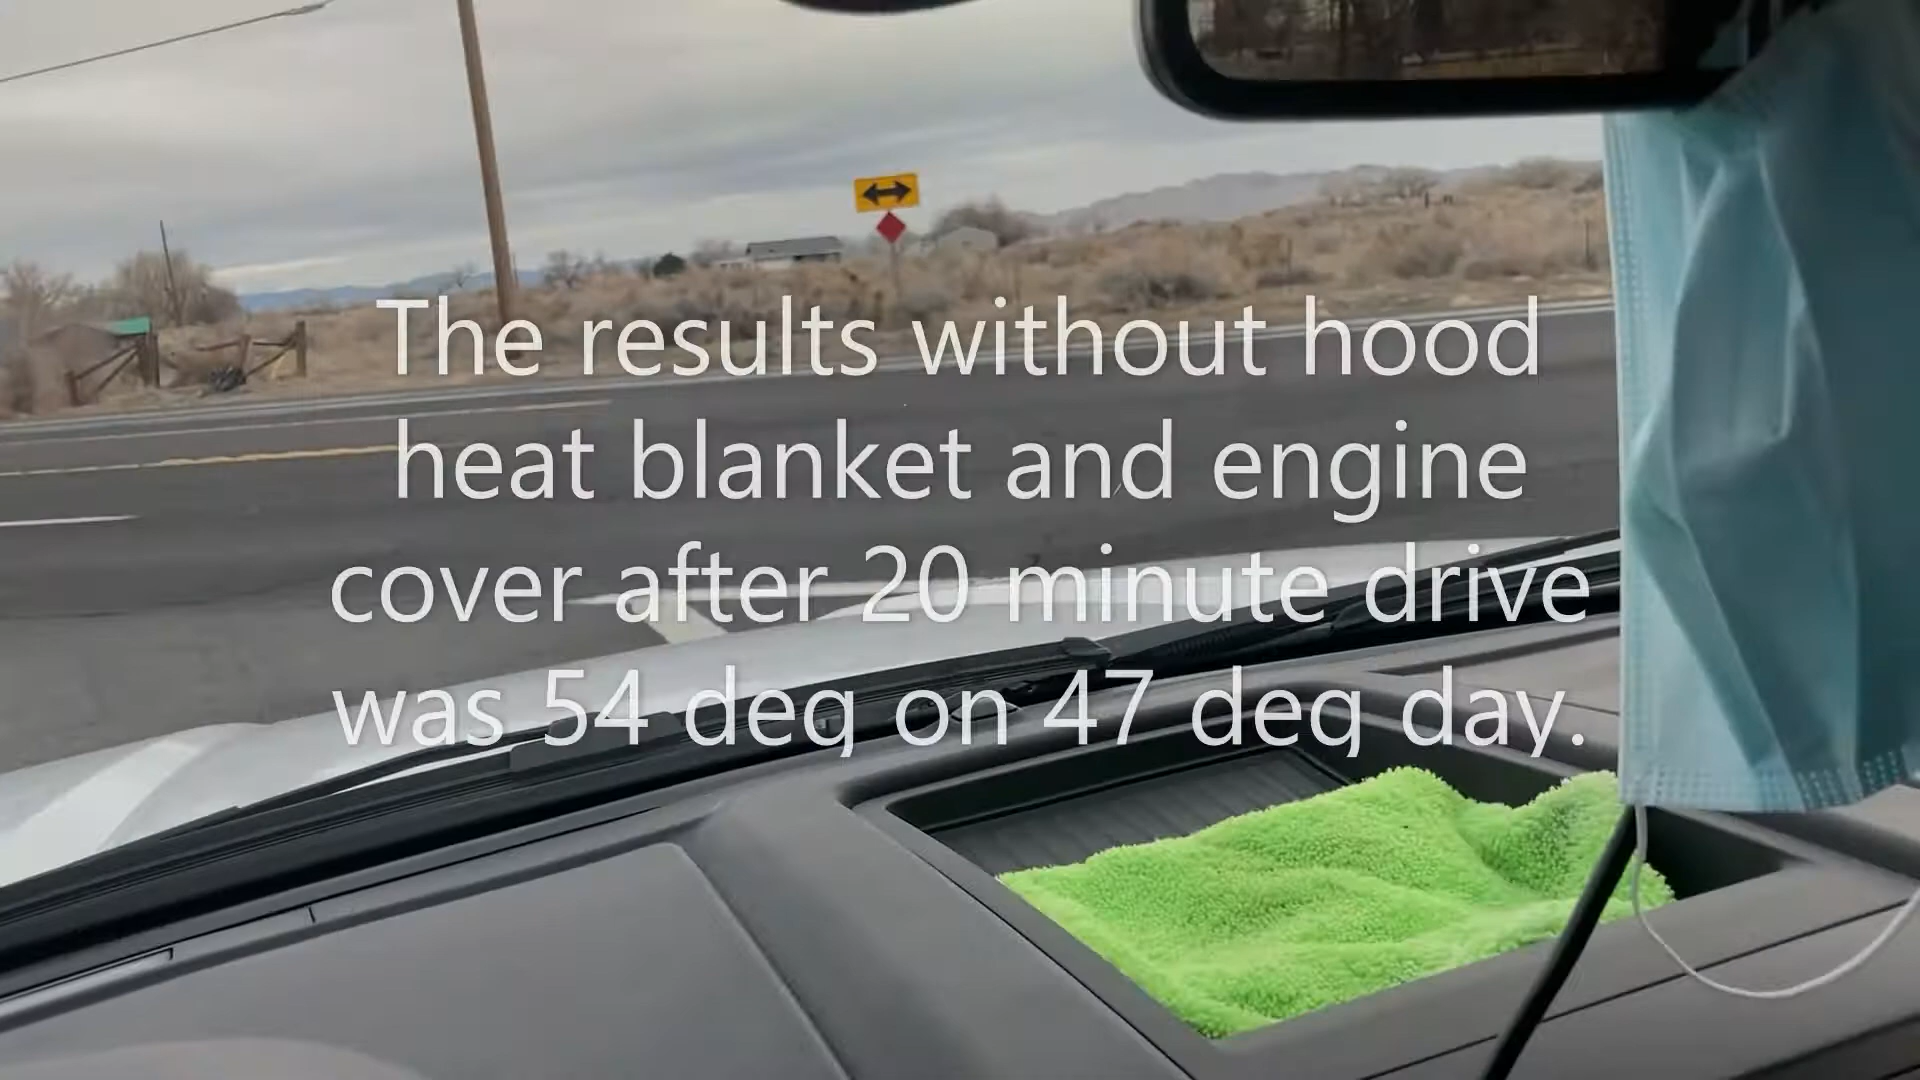 The results without hood
heat blanket and engine
cover after 20 minute drive
was 54 deg on 47 deg day.